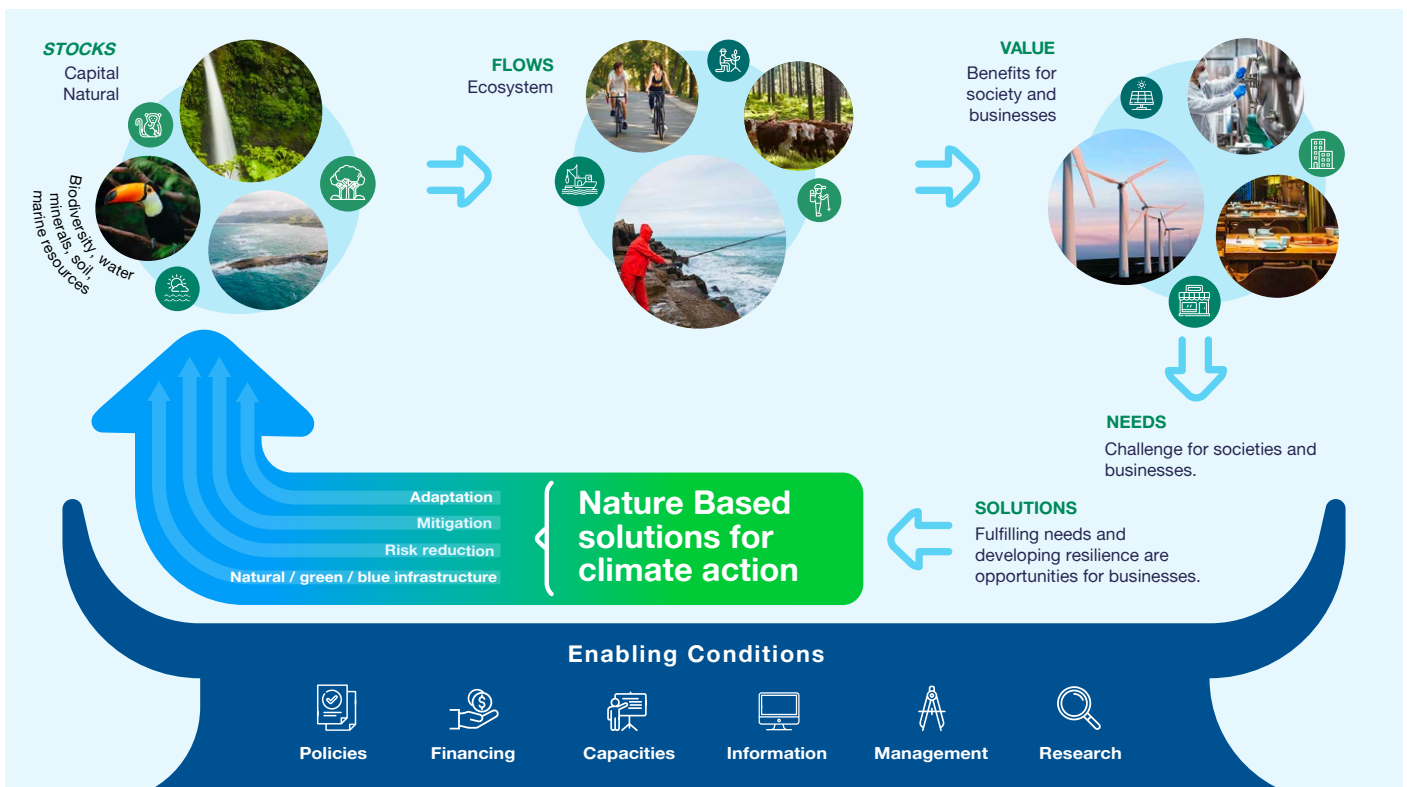 STOCKS
Capital
Natural
Biodiversity, water
minerals, soil,
marine resources
FLOWS
Ecosystem
VALUE
Benefits for
society and
businesses
NEEDS
Challenge for societies and
businesses.
SOLUTIONS
Fulfilling needs and
developing resilience are
opportunities for businesses.
Nature Based
solutions for
climate action
Adaptation
Mitigation
Risk reduction
Natural / green / blue infrastructure
Enabling Conditions
Policies
Financing
Capacities
Information
Management
Research